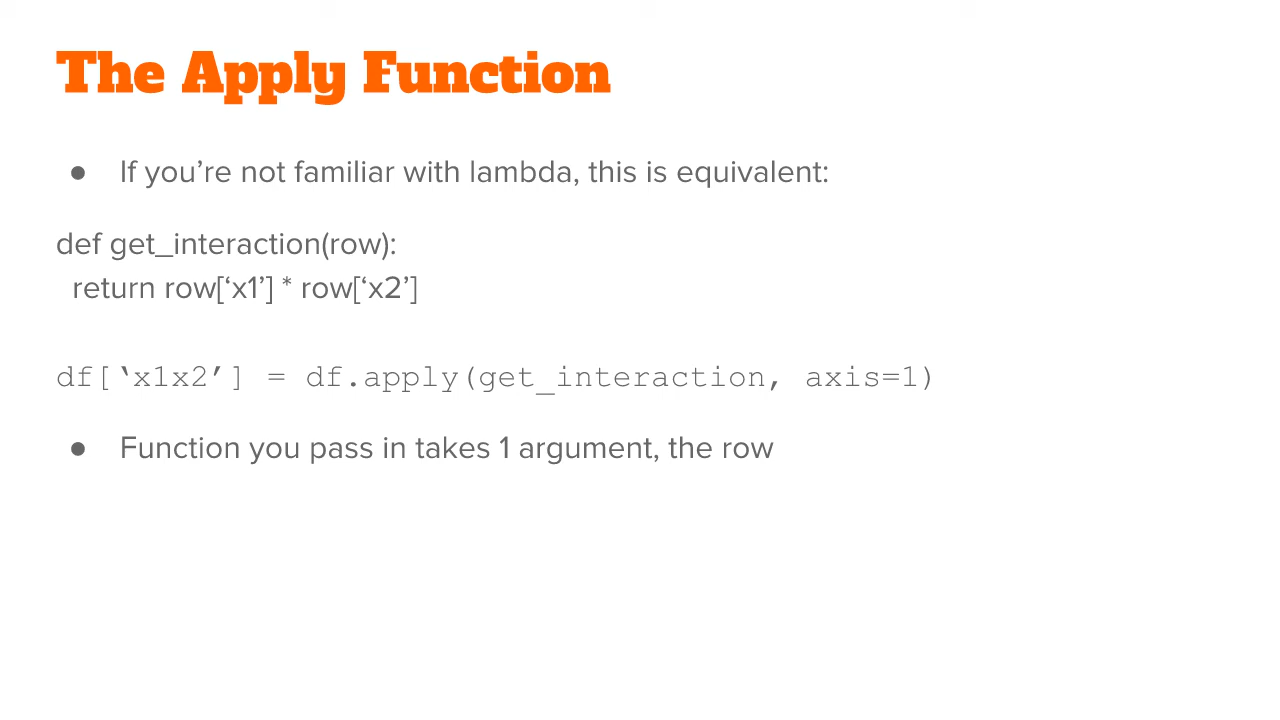 The Apply Function
● If you’re not familiar with lambda, this is equivalent:
def get_interaction(row):
  return row[‘x1’] * row[‘x2’]
df[‘x1x2’] = df.apply(get_interaction, axis=1)
● Function you pass in takes 1 argument, the row